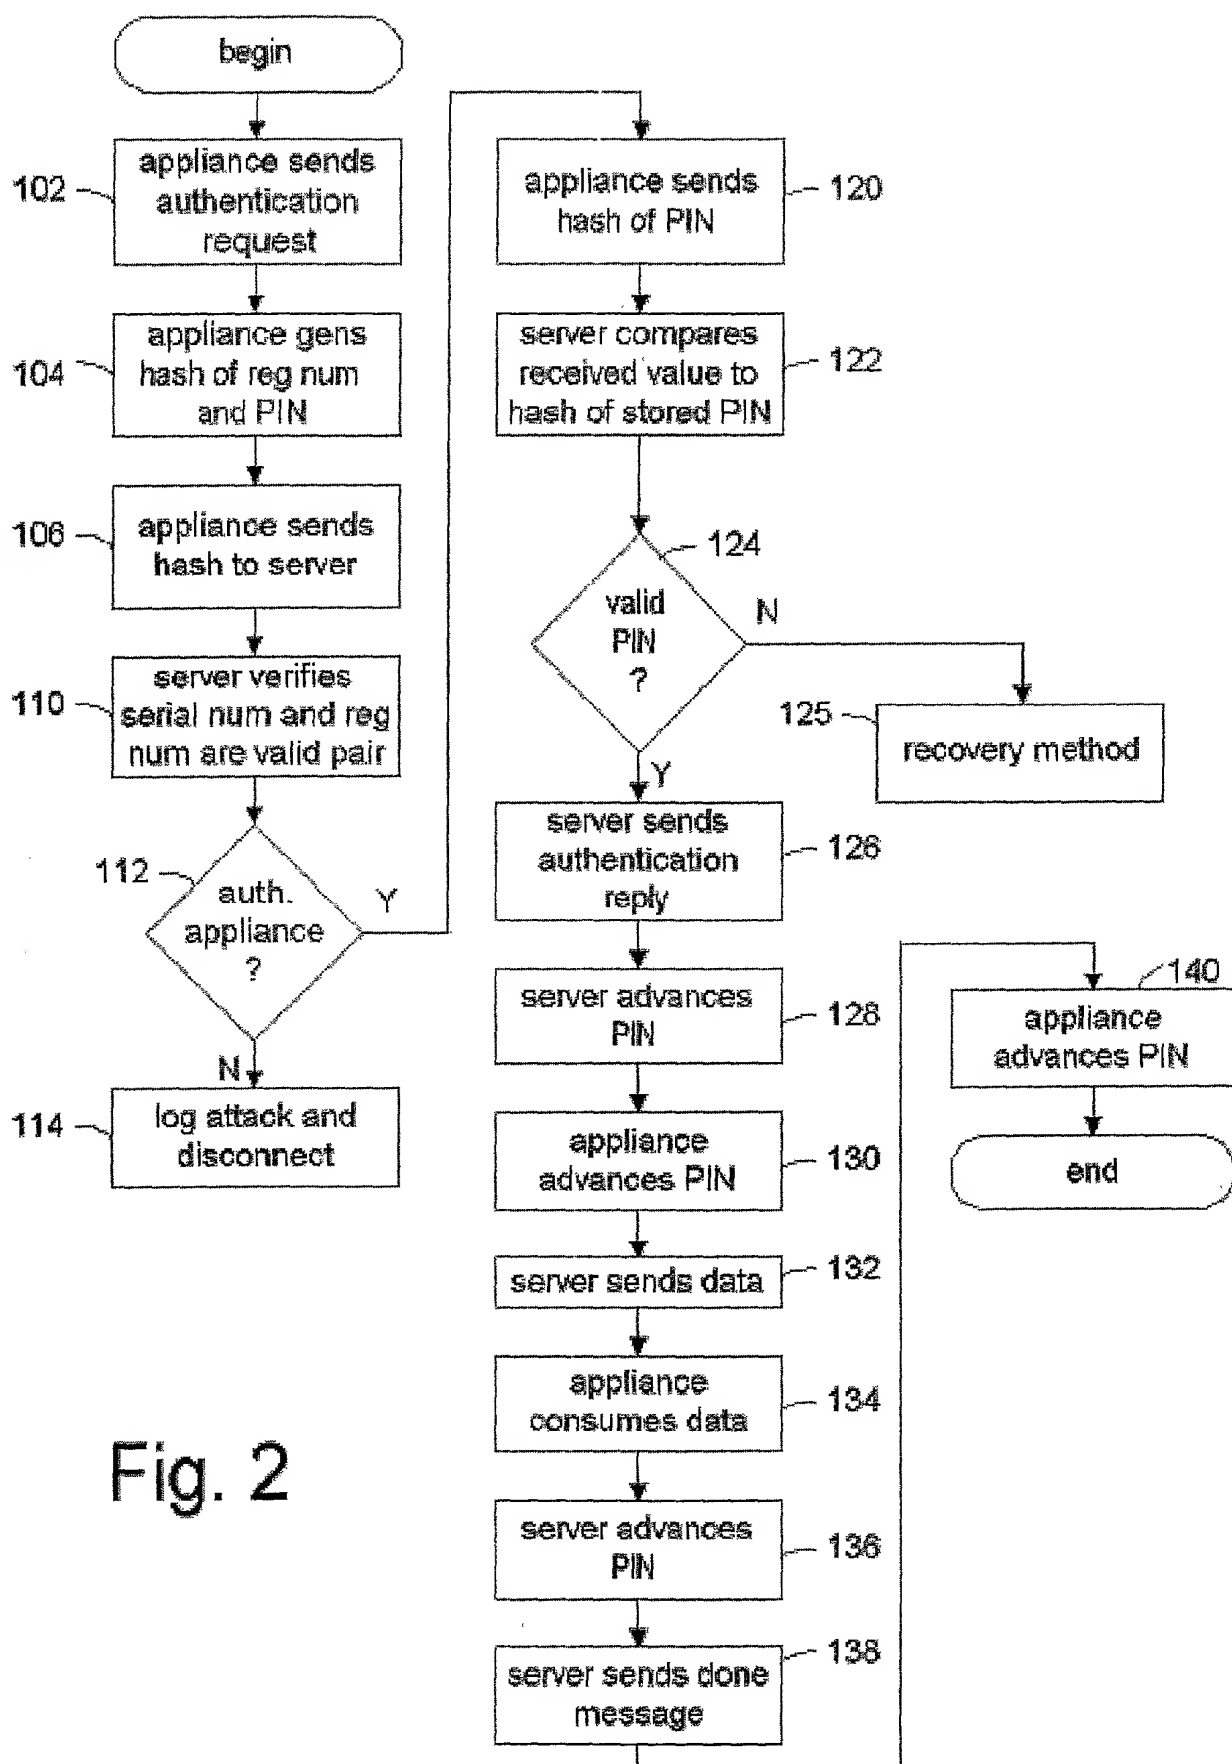 begin
102
appliance sends
authentication
request
104
appliance gens
hash of reg num
and PIN
106
appliance sends
hash to server
110
server verifies
serial num and reg
num are valid pair
112
auth.
appliance
?
Y
N
114
log attack and
disconnect
appliance sends
hash of PIN
120
server compares
received value to
hash of stored PIN
122
124
valid
PIN
?
N
125
recovery method
Y
server sends
authentication
reply
126
server advances
PIN
128
appliance
advances PIN
130
server sends data
132
appliance
consumes data
134
server advances
PIN
136
server sends done
message
138
140
appliance
advances PIN
end
Fig. 2